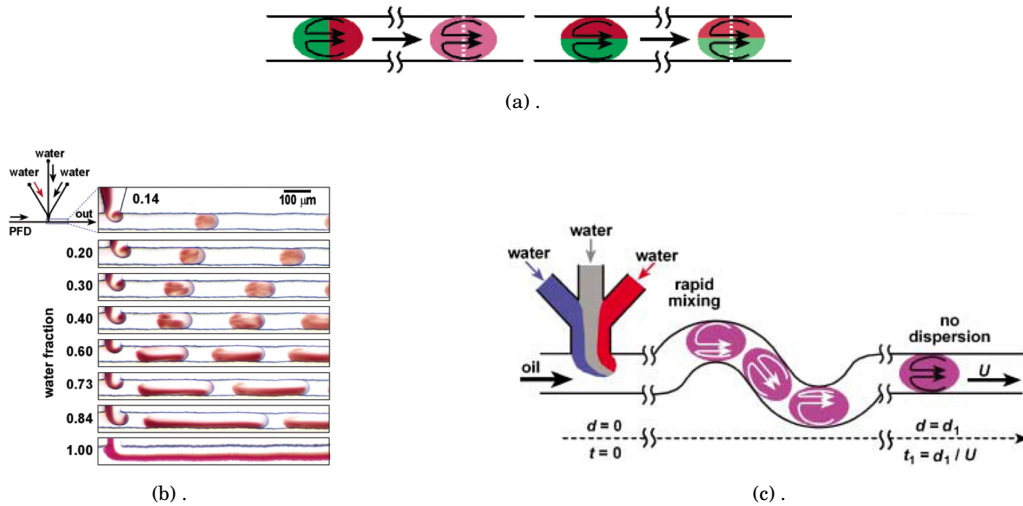 (a) .
water
water
water
out
PFD
0.14
100 μm
0.20
0.30
0.40
0.60
0.73
0.84
1.00
water fraction
(b) .
water
water
water
rapid
mixing
no
dispersion
oil
U
d = 0
d = d1
t = 0
t1 = d1 / U
(c) .